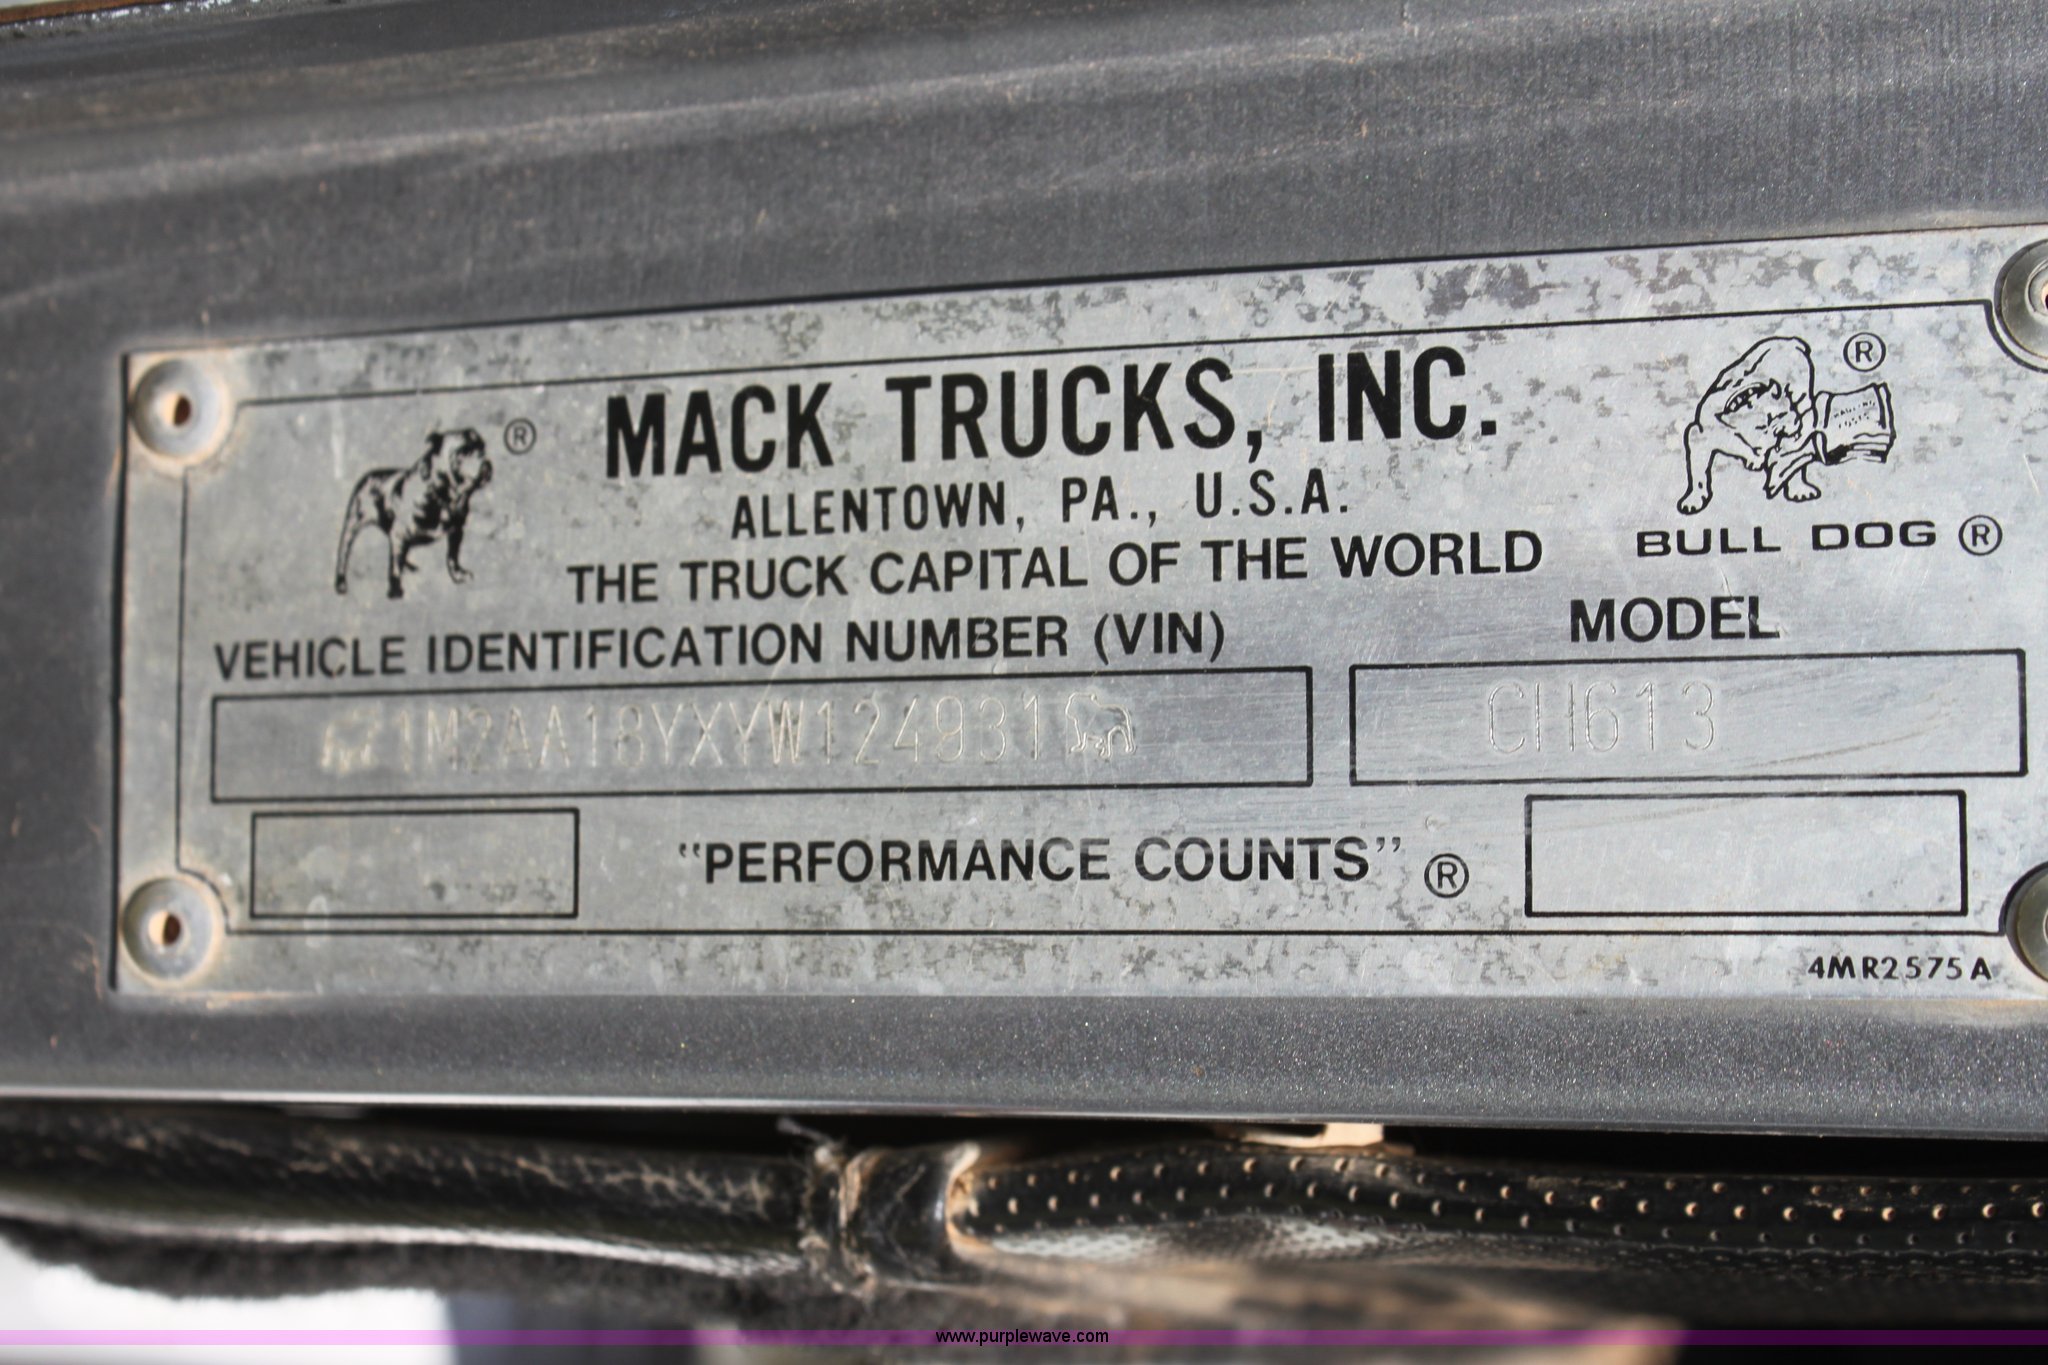 ®
MACK TRUCKS, INC.
®
ALLENTOWN, PA., U.S.A.
BULL DOG ®
THE TRUCK CAPITAL OF THE WORLD
VEHICLE IDENTIFICATION NUMBER (VIN)
MODEL
1M2AA18YXYW124931
CH613
"PERFORMANCE COUNTS" ®
4MR2575A
www.purplewave.com